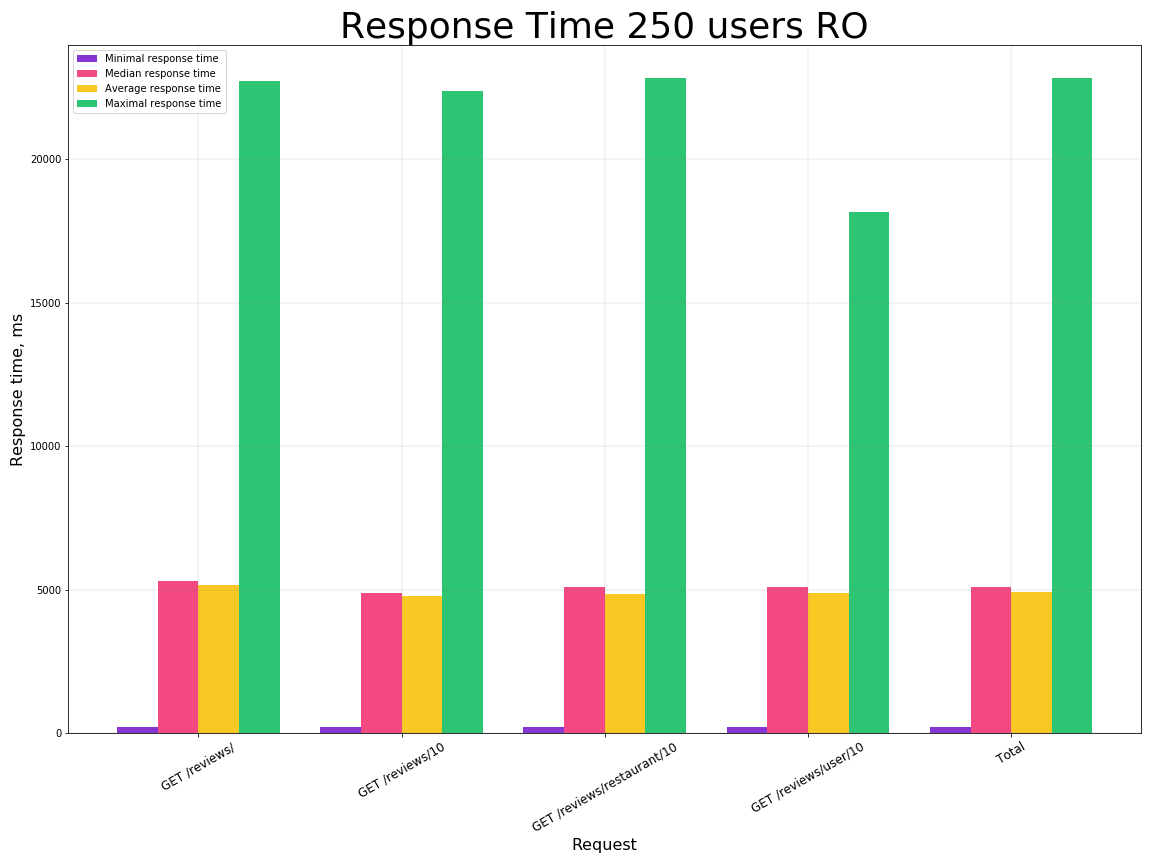 Response Time 250 users RO
Minimal response time
Median response time
Average response time
Maximal response time
Response time, ms
20000
15000
10000
5000
0
GET /reviews/
GET /reviews/10
GET /reviews/restaurant/10
GET /reviews/user/10
Total
Request